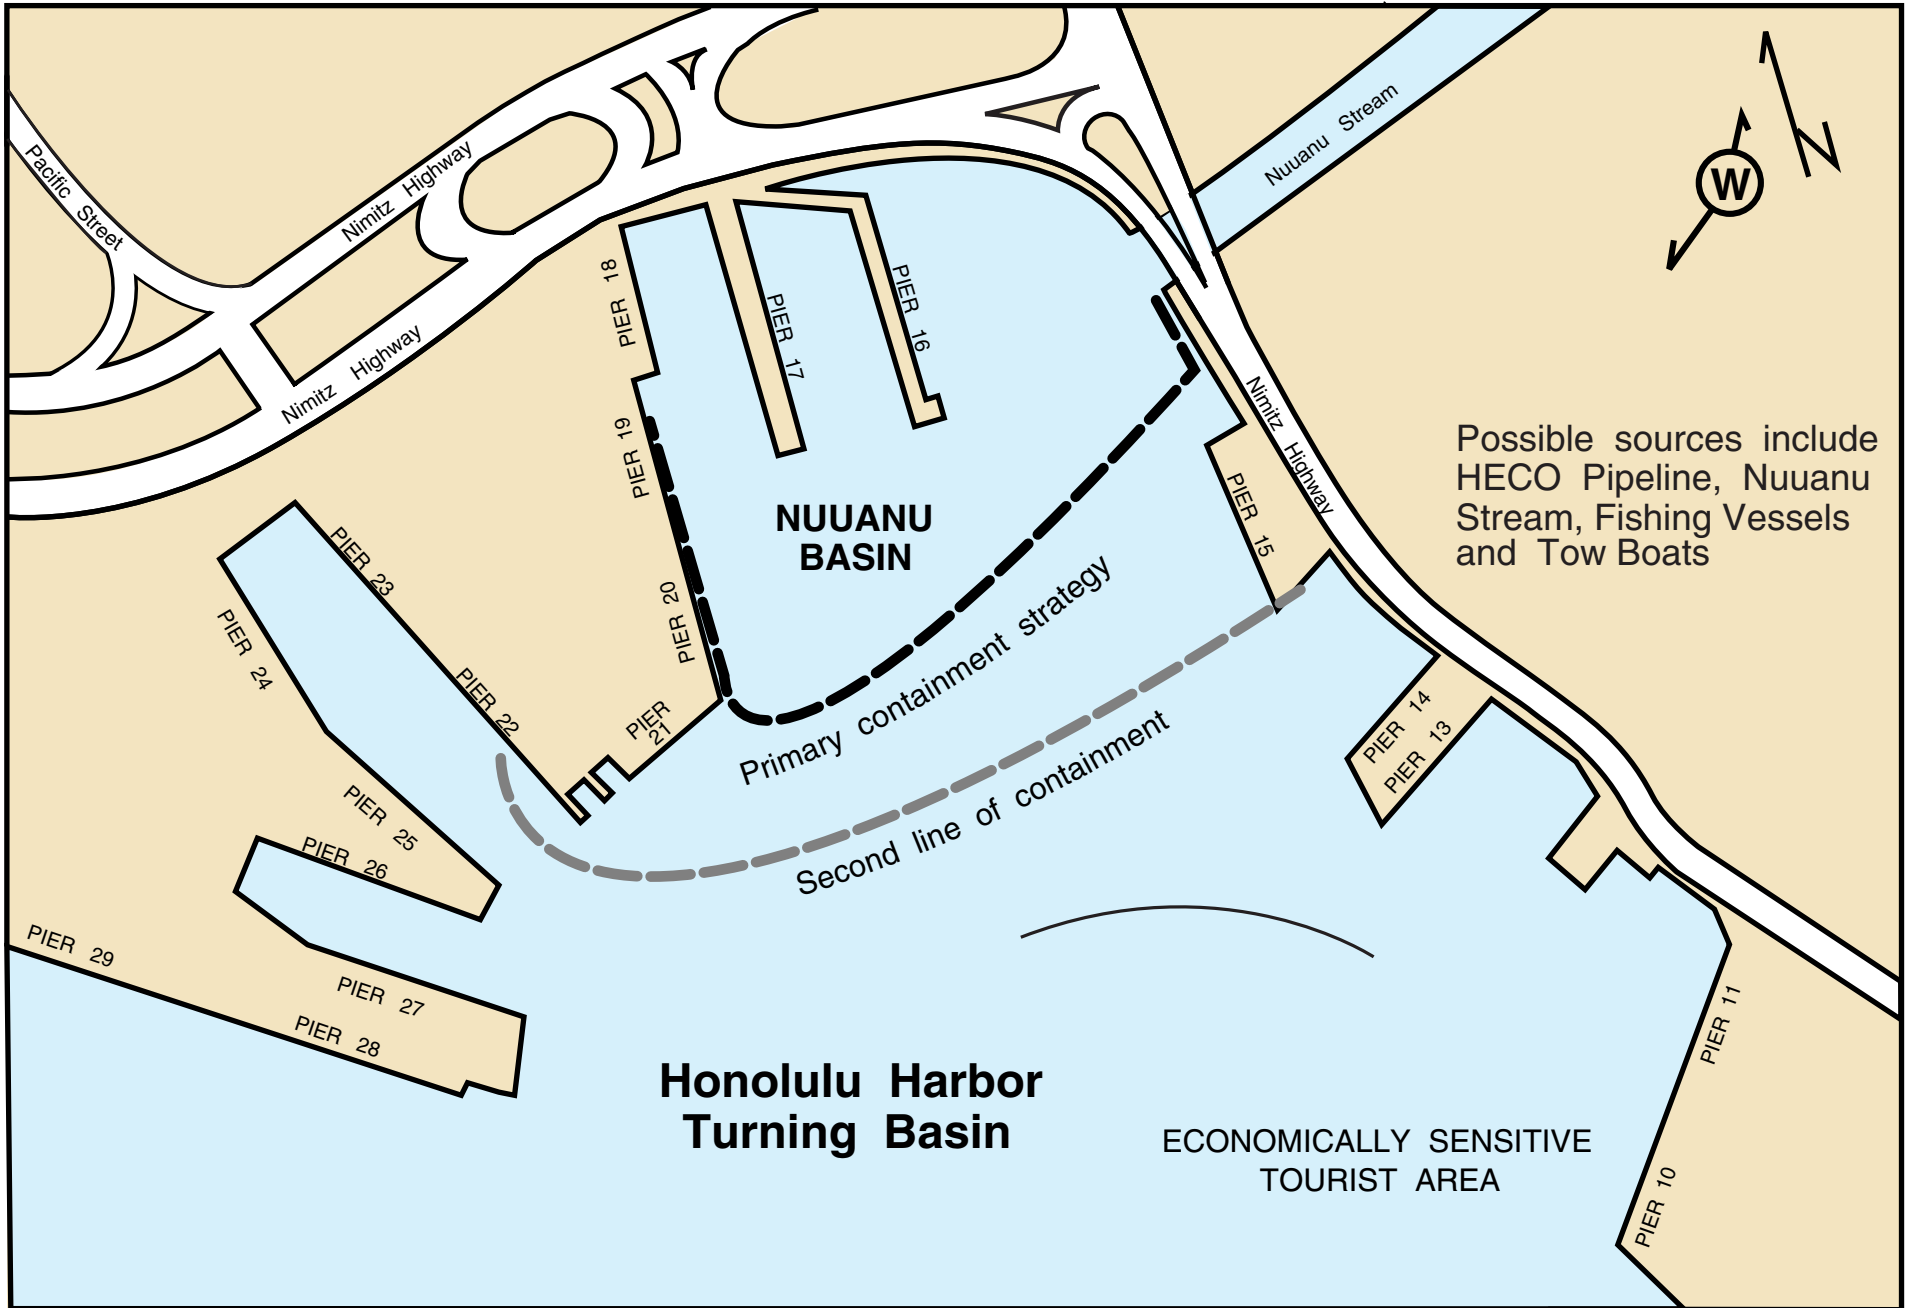 Nuuanu Stream
N
W
Pacific Street
Nimitz Highway
Nimitz Highway
Nimitz Highway
PIER 18
PIER 17
PIER 16
PIER 19
PIER 20
PIER 15
NUUANU
BASIN
Possible sources include
HECO Pipeline, Nuuanu
Stream, Fishing Vessels
and Tow Boats
PIER 23
PIER 24
PIER 22
PIER
21
Primary containment strategy
Second line of containment
PIER 14
PIER 13
PIER 25
PIER 26
PIER 29
PIER 27
PIER 28
PIER 11
PIER 10
Honolulu Harbor
Turning Basin
ECONOMICALLY SENSITIVE
TOURIST AREA